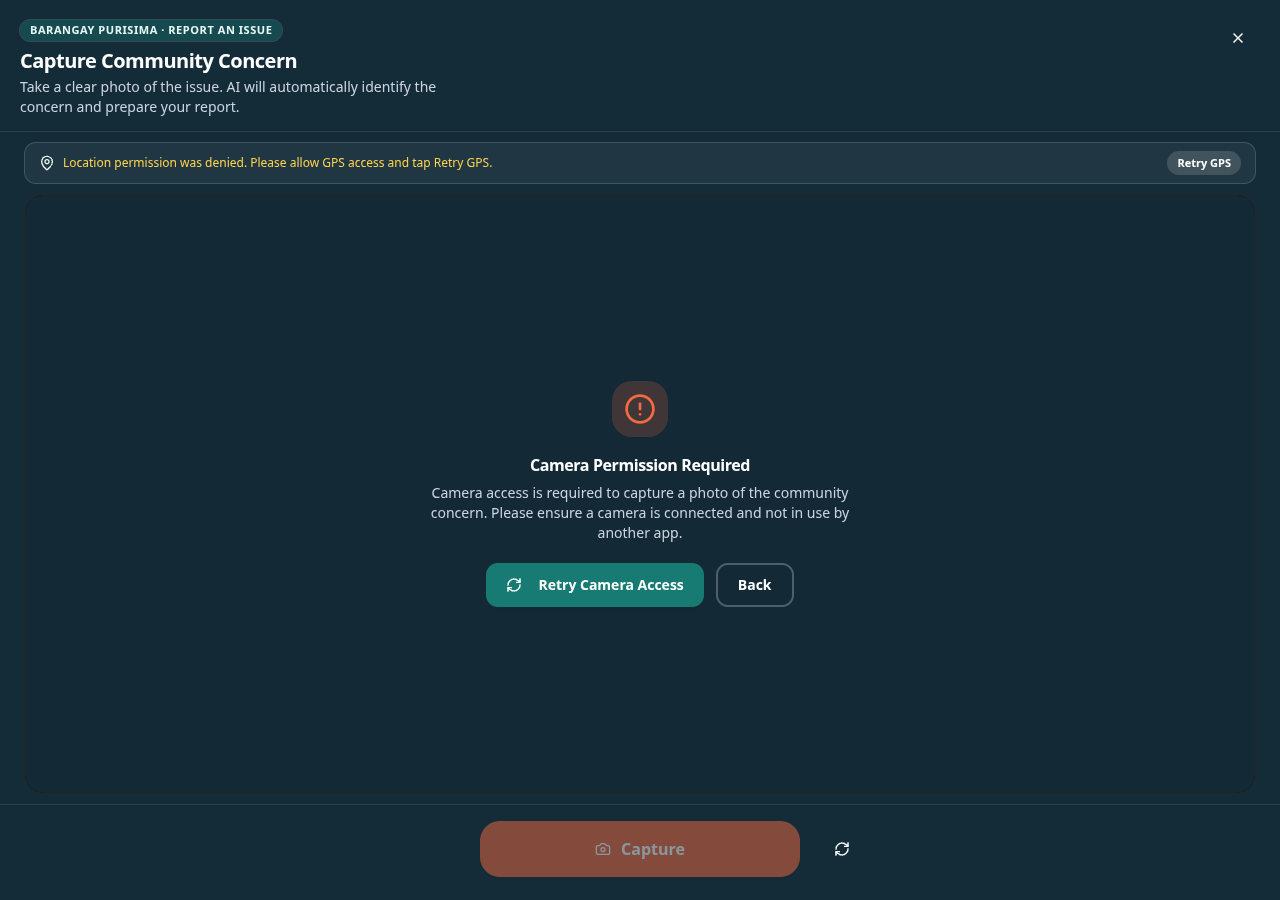 BARANGAY PURISIMA · REPORT AN ISSUE
Capture Community Concern
Take a clear photo of the issue. AI will automatically identify the
concern and prepare your report.
Location permission was denied. Please allow GPS access and tap Retry GPS.
Retry GPS
Camera Permission Required
Camera access is required to capture a photo of the community
concern. Please ensure a camera is connected and not in use by
another app.
Retry Camera Access
Back
Capture